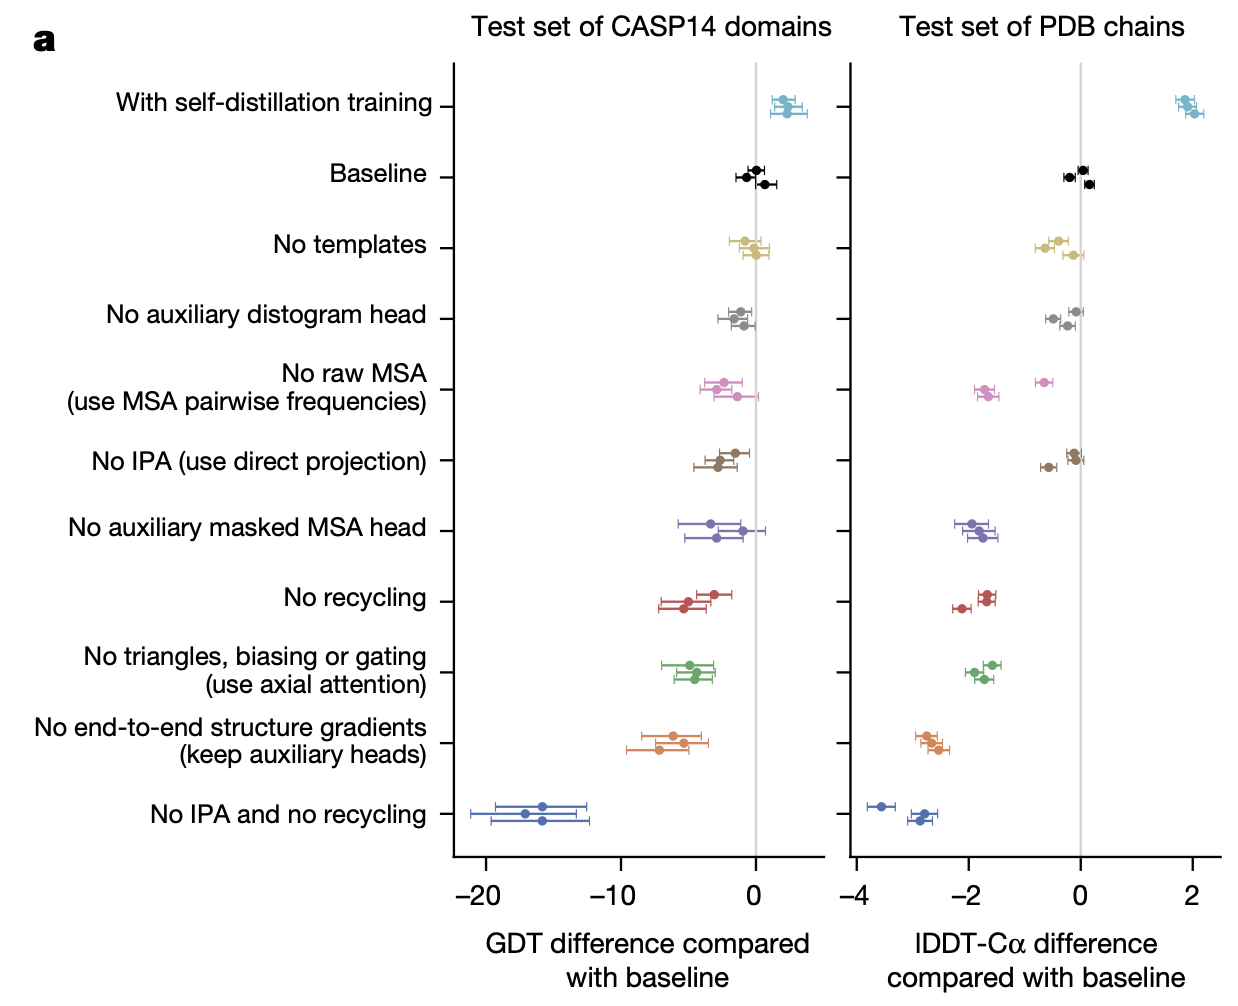 a
Test set of CASP14 domains
Test set of PDB chains
With self-distillation training
Baseline
No templates
No auxiliary distogram head
No raw MSA
(use MSA pairwise frequencies)
No IPA (use direct projection)
No auxiliary masked MSA head
No recycling
No triangles, biasing or gating
(use axial attention)
No end-to-end structure gradients
(keep auxiliary heads)
No IPA and no recycling
–20 –10 0
–4 –2 0 2
GDT difference compared
with baseline
lDDT-Cα difference
compared with baseline